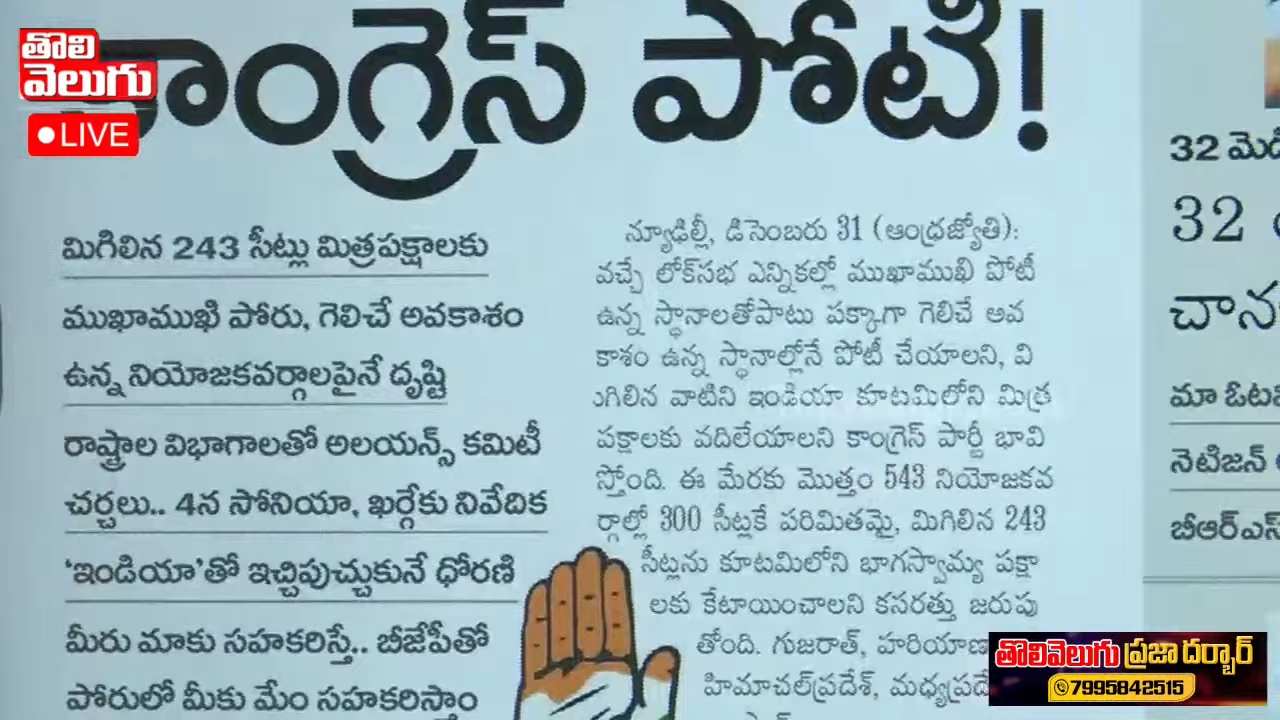 తొలి
వెలుగు
LIVE
కాంగ్రెస్ పోటీ!
మిగిలిన 243 సీట్లు మిత్రపక్షాలకు
ముఖాముఖి పోరు, గెలిచే అవకాశం
ఉన్న నియోజకవర్గాలపైనే దృష్టి
రాష్ట్రాల విభాగాలతో అలయన్స్ కమిటీ
చర్చలు.. 4న సోనియా, ఖర్గేకు నివేదిక
'ఇండియా'తో ఇచ్చిపుచ్చుకునే ధోరణి
మీరు మాకు సహకరిస్తే.. బీజేపీతో
పోరులో మీకు మేం సహకరిస్తాం
న్యూఢిల్లీ, డిసెంబరు 31 (ఆంధ్రజ్యోతి):
వచ్చే లోక్‌సభ ఎన్నికల్లో ముఖాముఖి పోటీ
ఉన్న స్థానాలతోపాటు పక్కాగా గెలిచే అవ
కాశం ఉన్న స్థానాల్లోనే పోటీ చేయాలని, మి
గిలిన వాటిని ఇండియా కూటమిలోని మిత్ర
పక్షాలకు వదిలేయాలని కాంగ్రెస్ పార్టీ భావి
స్తోంది. ఈ మేరకు మొత్తం 543 నియోజకవ
ర్గాల్లో 300 సీట్లకే పరిమితమై, మిగిలిన 243
సీట్లను కూటమిలోని భాగస్వామ్య పక్షా
లకు కేటాయించాలని కసరత్తు జరుపు
తోంది. గుజరాత్, హరియాణ
హిమాచల్‌ప్రదేశ్, మధ్యప్రదే
32 మెడి
32
చాన
మా ఓట
నెటిజన్
బీఆర్ఎస్
తొలివెలుగు ప్రజా దర్బార్
7995842515